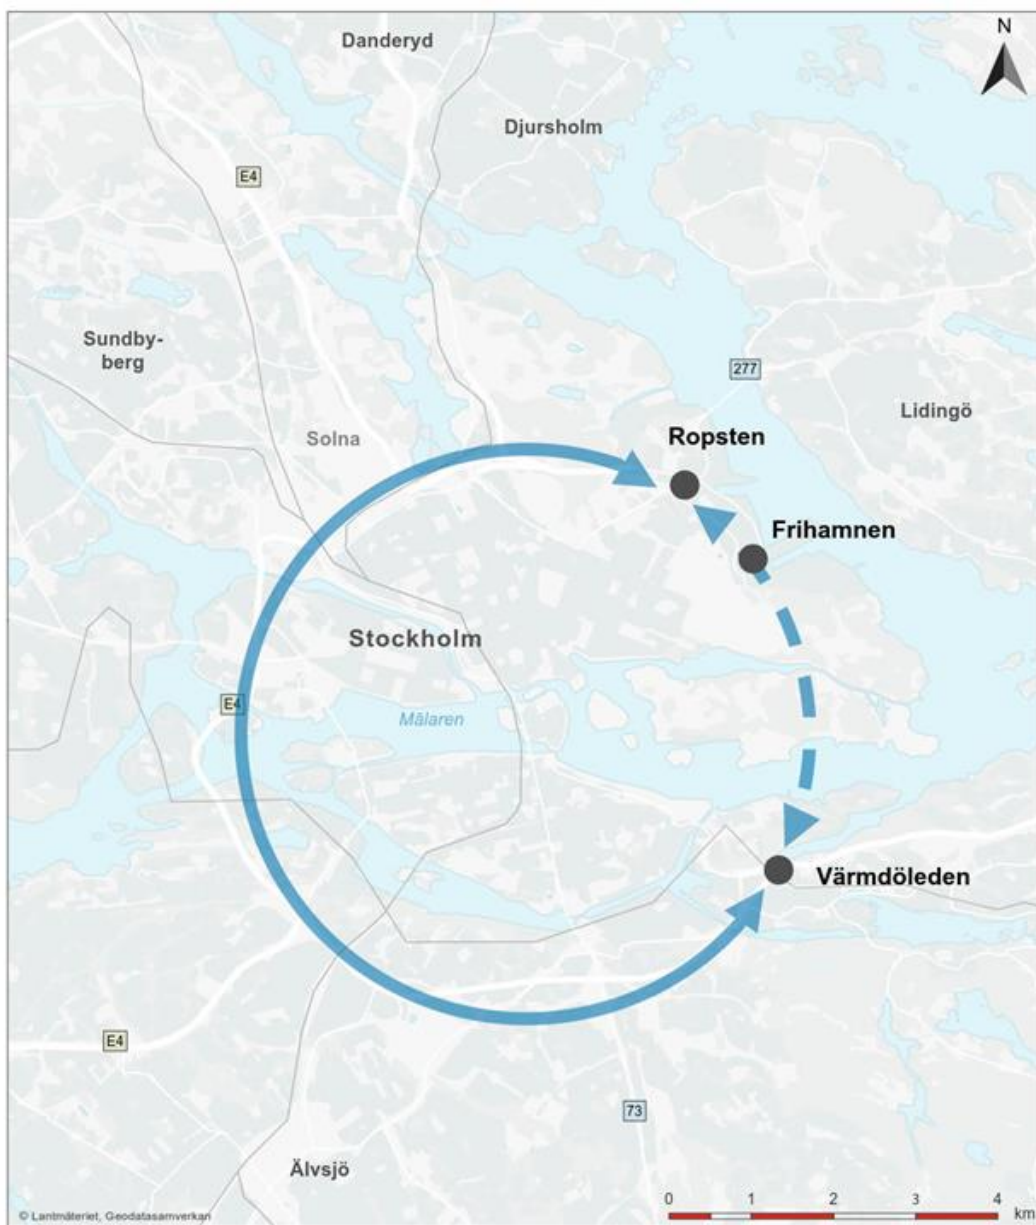 N
Danderyd
Djursholm
E4
Sundby-
berg
277
Lidingö
Solna
Ropsten
Frihamnen
Stockholm
E4
Mälaren
Värmdöleden
E4
73
Älvsjö
0 1 2 3 4
km
© Lantmäteriet, Geodatasamverkan